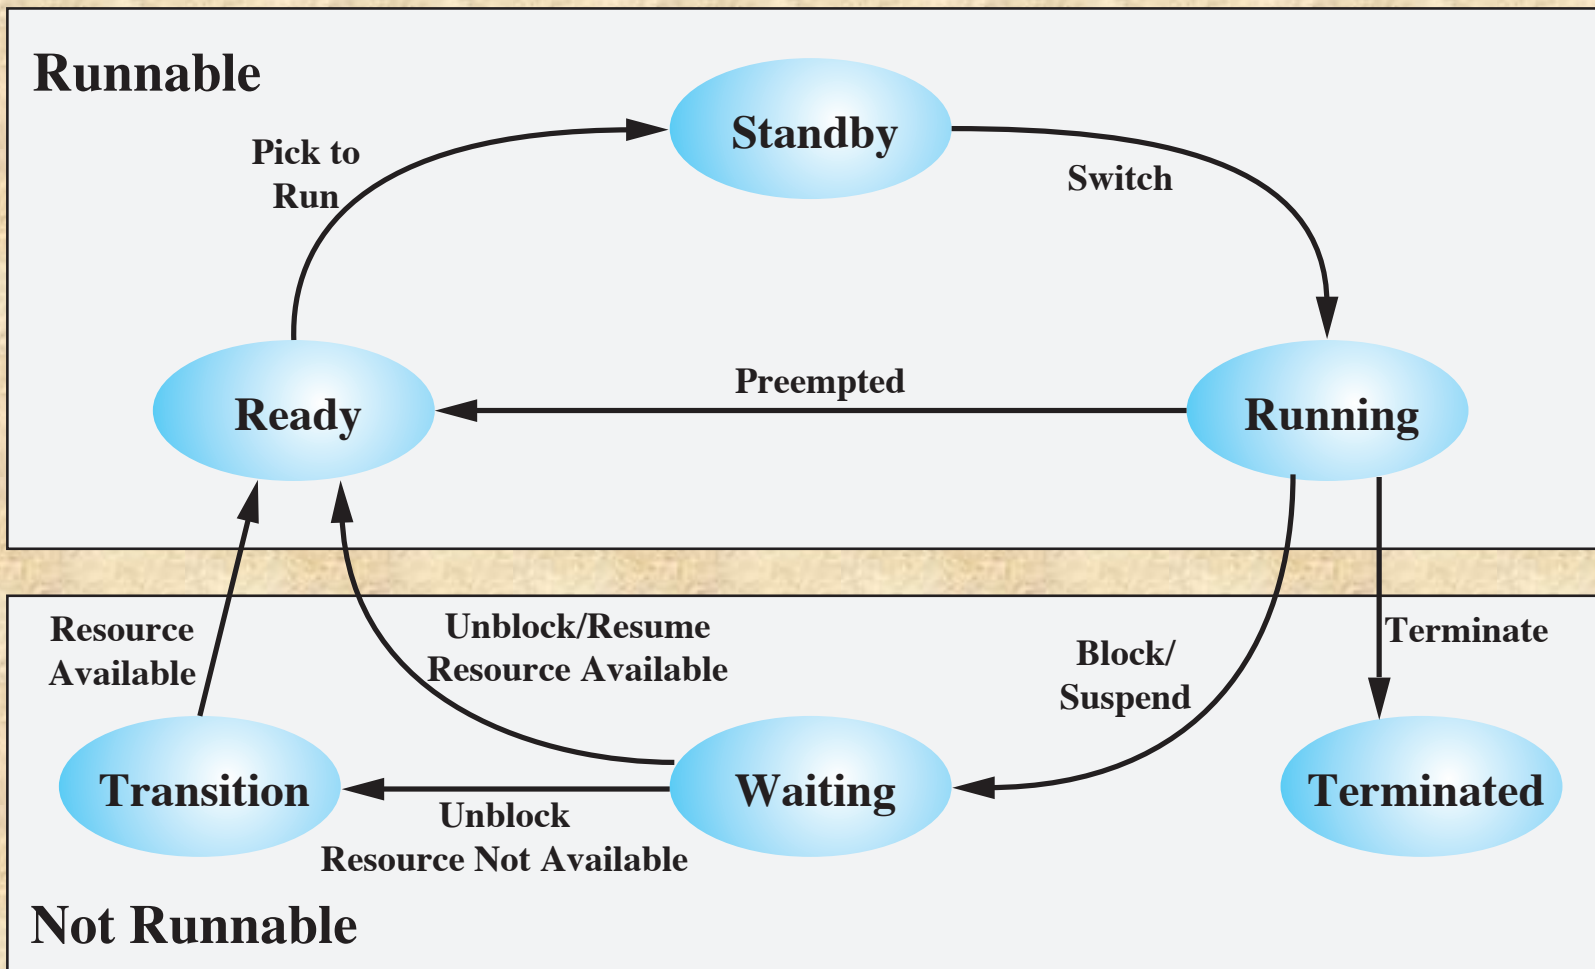 Runnable
Standby
Pick to
Run
Switch
Preempted
Ready
Running
Resource
Available
Unblock/Resume
Resource Available
Block/
Suspend
Terminate
Transition
Waiting
Terminated
Unblock
Resource Not Available
Not Runnable